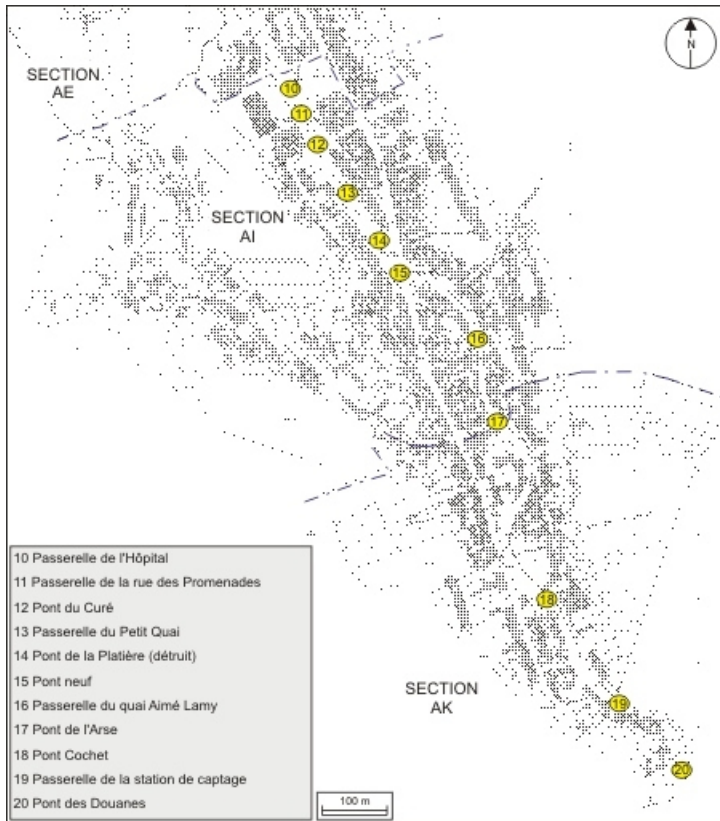 N
SECTION
AE
10
11
12
13
SECTION
AI
14
15
16
17
18
SECTION
AK
19
20
10 Passerelle de l'Hôpital
11 Passerelle de la rue des Promenades
12 Pont du Curé
13 Passerelle du Petit Quai
14 Pont de la Platière (détruit)
15 Pont neuf
16 Passerelle du quai Aimé Lamy
17 Pont de l'Arse
18 Pont Cochet
19 Passerelle de la station de captage
20 Pont des Douanes
100 m